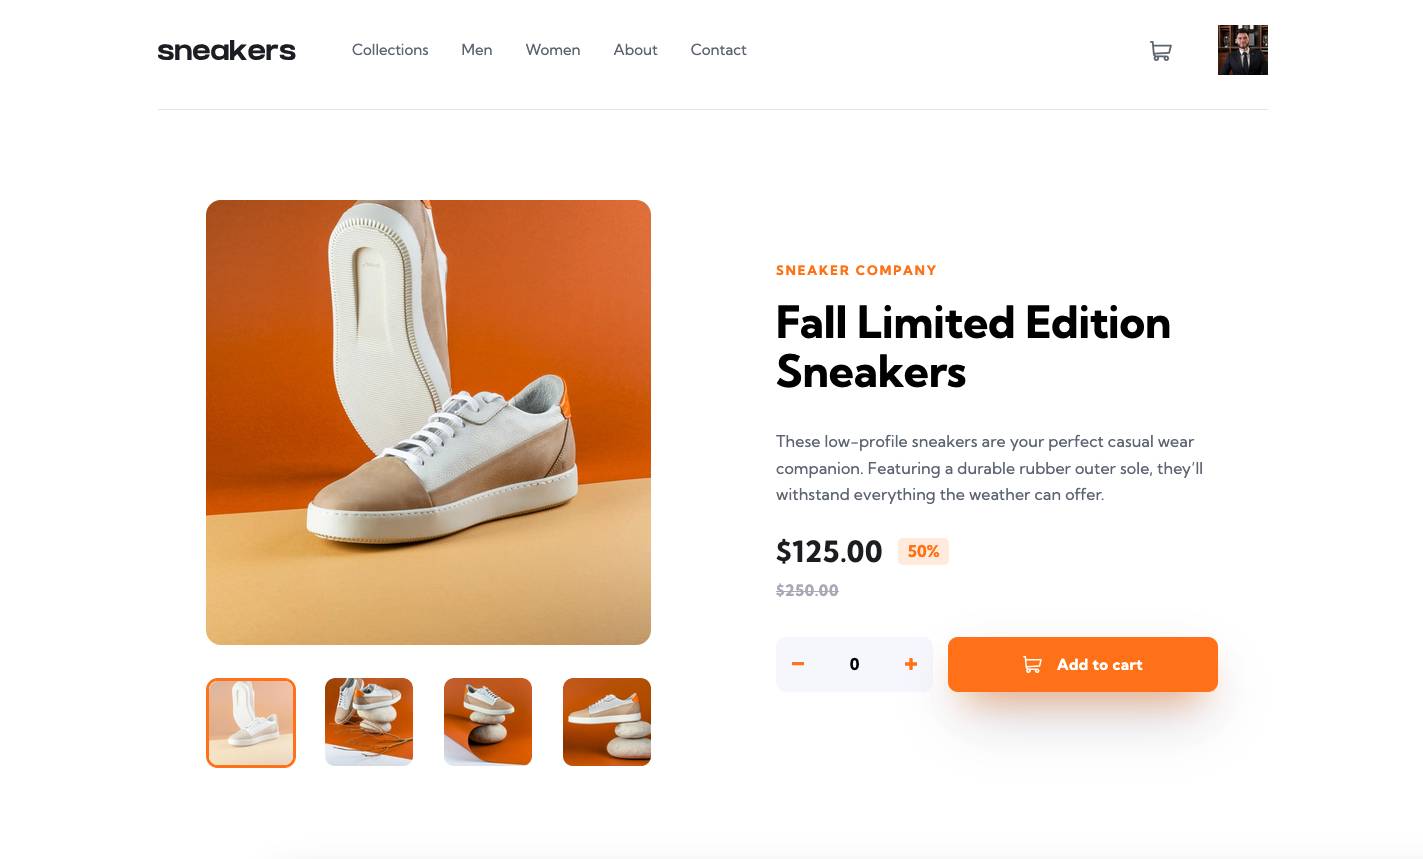 sneakers
Collections Men Women About Contact
SNEAKER COMPANY
Fall Limited Edition
Sneakers
These low-profile sneakers are your perfect casual wear
companion. Featuring a durable rubber outer sole, they’ll
withstand everything the weather can offer.
$125.00 50%
$250.00
0 Add to cart